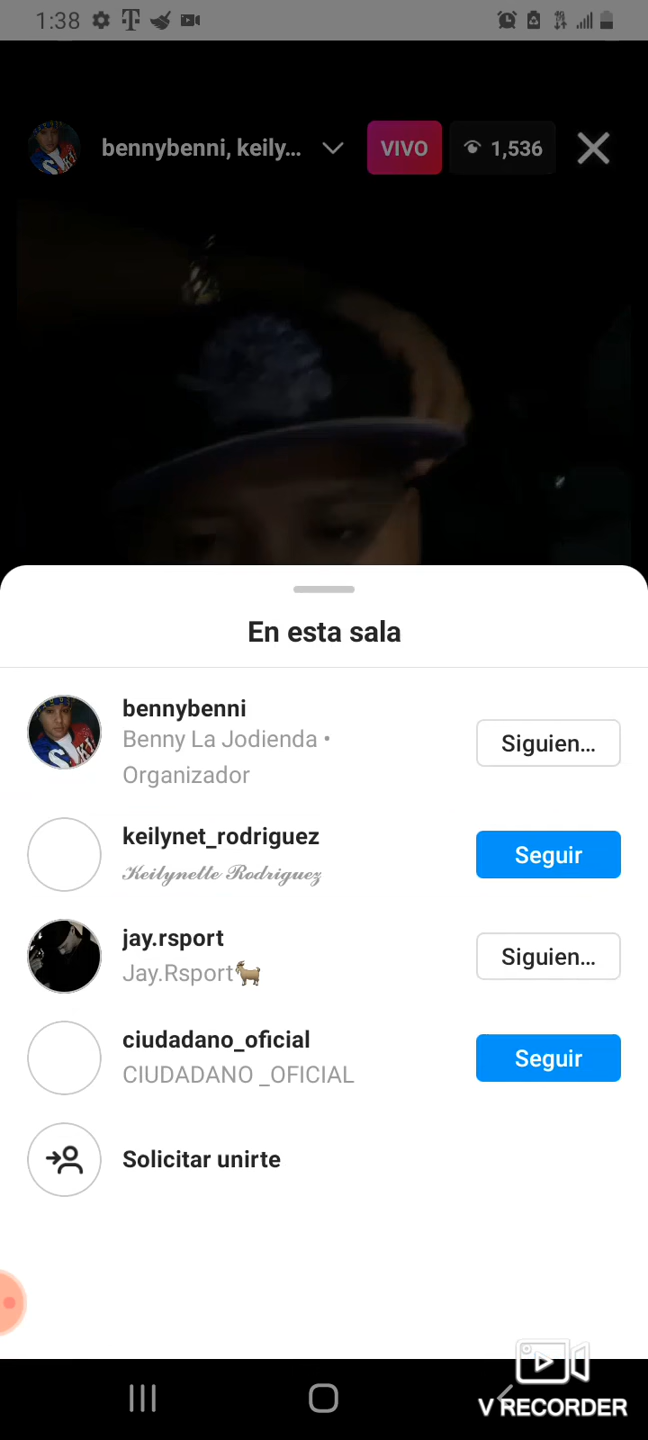 1:38
bennybenni, keily...
VIVO
1,536
En esta sala
bennybenni
Benny La Jodienda •
Organizador
Siguien...
keilynet_rodriguez
𝒦𝑒𝒾𝓁𝓎𝓃𝑒𝓉𝓉𝑒 𝑅𝑜𝒹𝓇𝒾𝑔𝓊𝑒𝓏
Seguir
jay.rsport
Jay.Rsport🐐
Siguien...
ciudadano_oficial
CIUDADANO _OFICIAL
Seguir
Solicitar unirte
V RECORDER